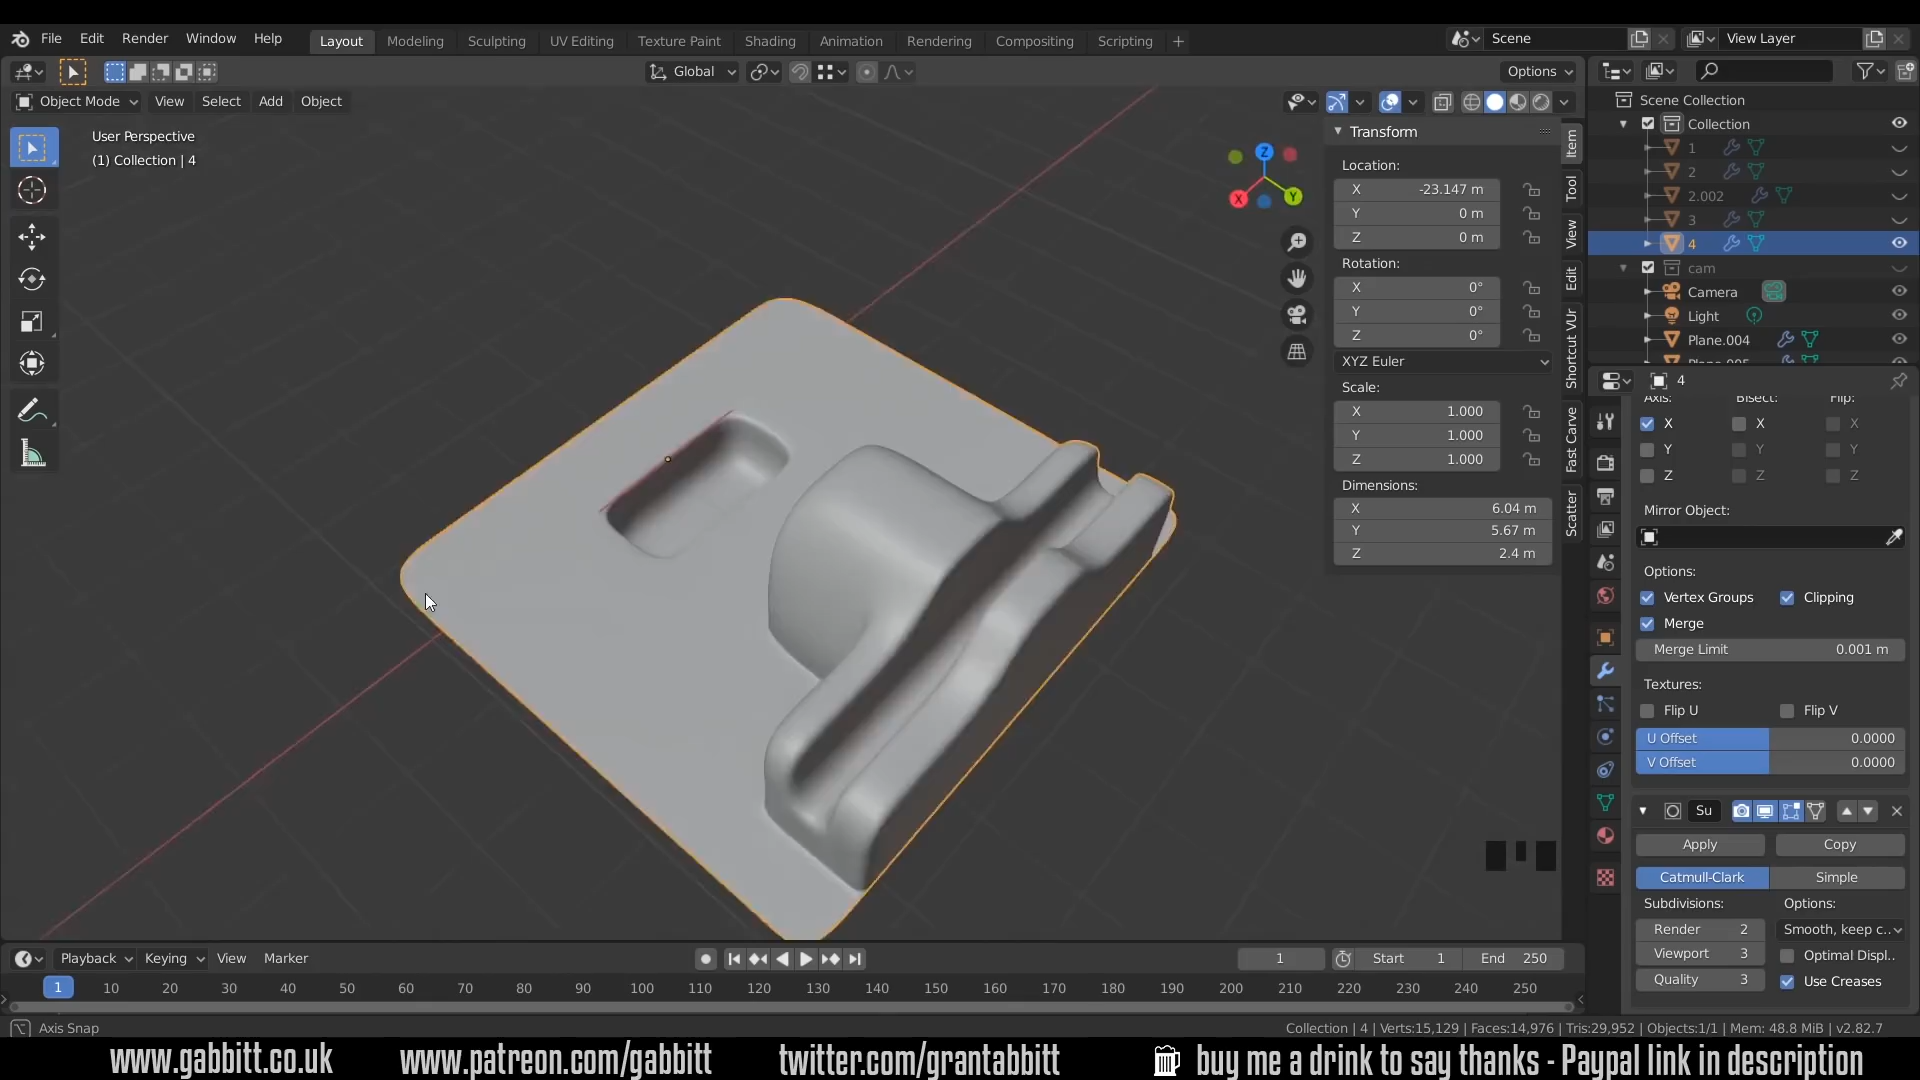 File Edit Render Window Help Layout Modeling Sculpting UV Editing Texture Paint Shading Animation Rendering Compositing Scripting + Scene View Layer
Global Options
Object Mode View Select Add Object
User Perspective
(1) Collection | 4
Z
Y
X
Transform
Location:
X -23.147 m
Y 0 m
Z 0 m
Rotation:
X 0°
Y 0°
Z 0°
XYZ Euler
Scale:
X 1.000
Y 1.000
Z 1.000
Dimensions:
X 6.04 m
Y 5.67 m
Z 2.4 m
Item
Tool
View
Edit
Shortcut VUr
Fast Carve
Scatter
Scene Collection
Collection
1
2
2.002
3
4
cam
Camera
Light
Plane.004
Plane.005
4
Axis: Bisect: Flip:
X X X
Y Y Y
Z Z Z
Mirror Object:
Options:
Vertex Groups Clipping
Merge
Merge Limit 0.001 m
Textures:
Flip U Flip V
U Offset 0.0000
V Offset 0.0000
Su
Apply Copy
Catmull-Clark Simple
Subdivisions: Options:
Render 2 Smooth, keep c..
Viewport 3 Optimal Displ..
Quality 3 Use Creases
Playback Keying View Marker 1 Start 1 End 250
1 10 20 30 40 50 60 70 80 90 100 110 120 130 140 150 160 170 180 190 200 210 220 230 240 250
Axis Snap Collection | 4 | Verts:15,129 | Faces:14,976 | Tris:29,952 | Objects:1/1 | Mem: 48.8 MiB | v2.82.7
www.gabbitt.co.uk www.patreon.com/gabbitt twitter.com/grantabbitt buy me a drink to say thanks - Paypal link in description